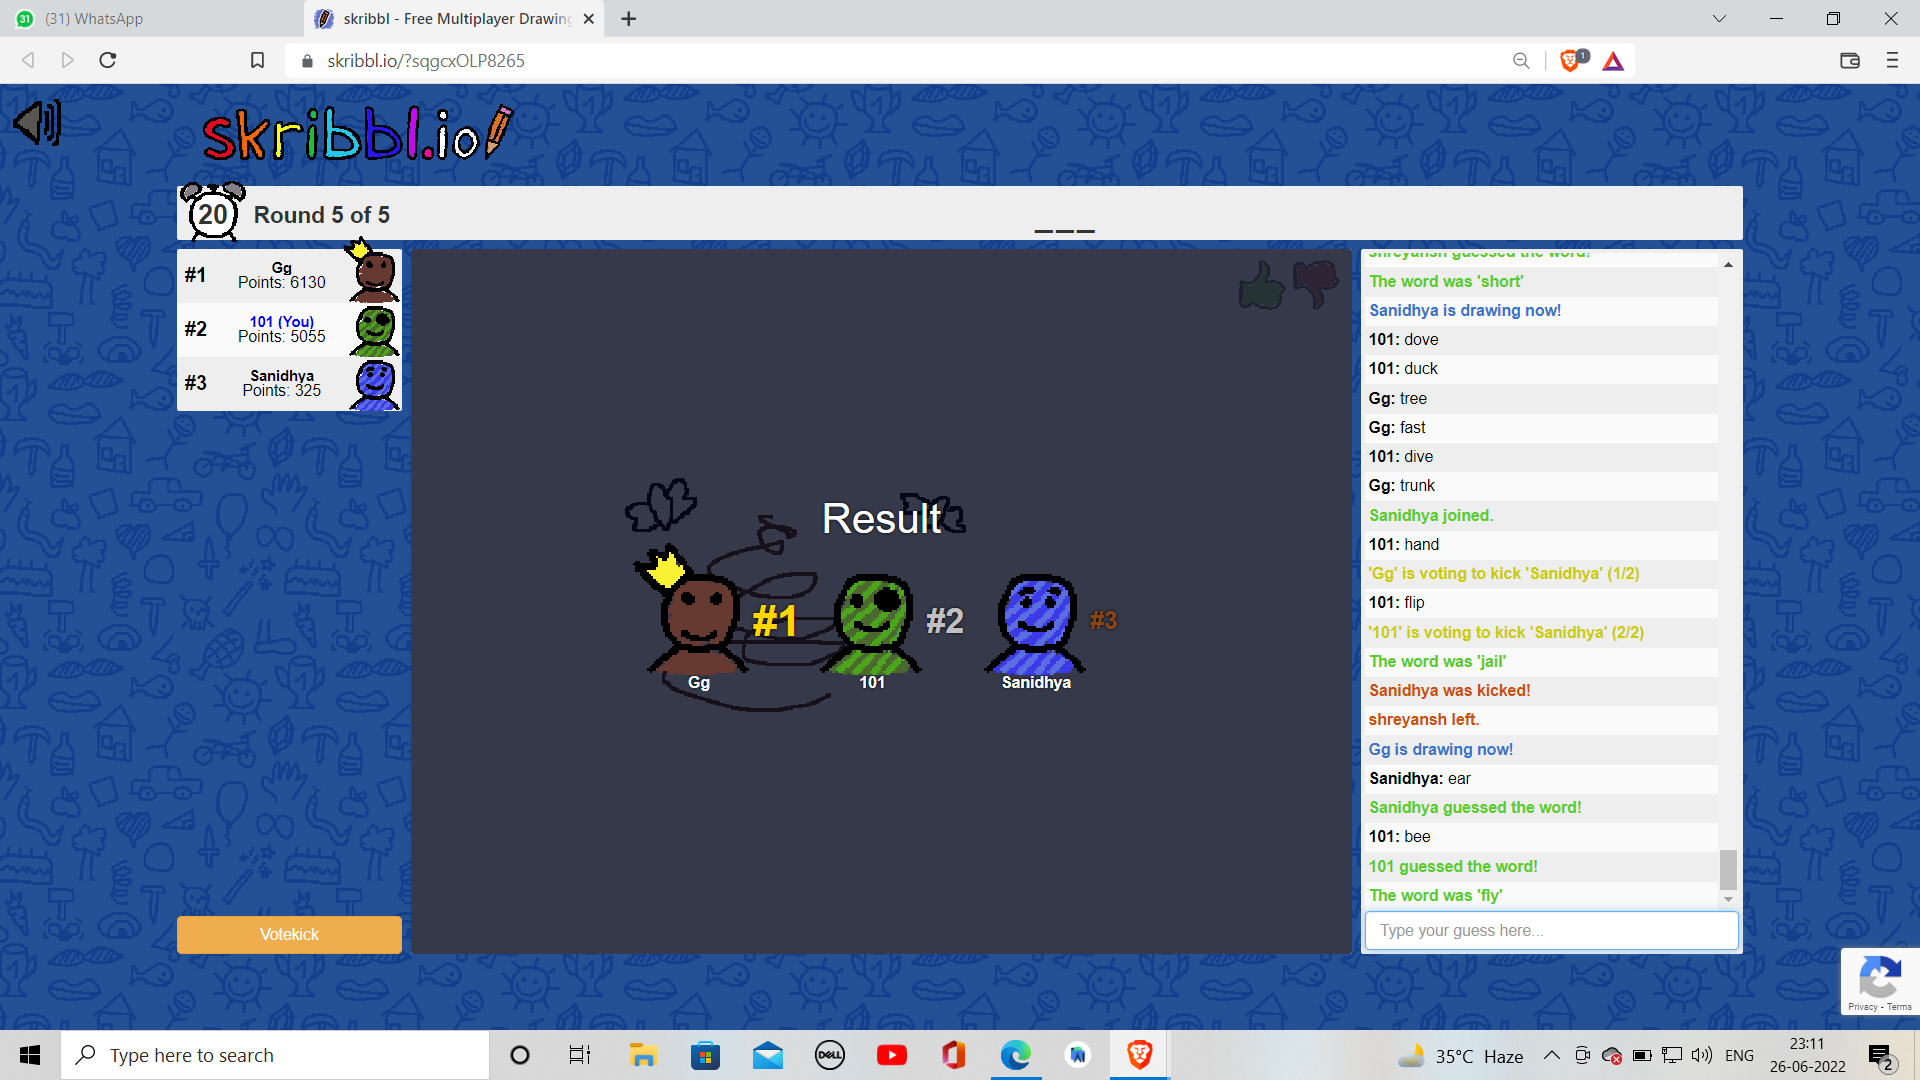 (31) WhatsApp
skribbl - Free Multiplayer Drawing
skribbl.io/?sqgcxOLP8265
1
skribbl.io
20
Round 5 of 5
_ _ _
#1
Gg
Points: 6130
#2
101 (You)
Points: 5055
#3
Sanidhya
Points: 325
Votekick
Result
#1
#2
#3
Gg
101
Sanidhya
shreyansh guessed the word!
The word was 'short'
Sanidhya is drawing now!
101: dove
101: duck
Gg: tree
Gg: fast
101: dive
Gg: trunk
Sanidhya joined.
101: hand
'Gg' is voting to kick 'Sanidhya' (1/2)
101: flip
'101' is voting to kick 'Sanidhya' (2/2)
The word was 'jail'
Sanidhya was kicked!
shreyansh left.
Gg is drawing now!
Sanidhya: ear
Sanidhya guessed the word!
101: bee
101 guessed the word!
The word was 'fly'
Type your guess here...
Privacy - Terms
Type here to search
DELL
35°C Haze
ENG
23:11
26-06-2022
2